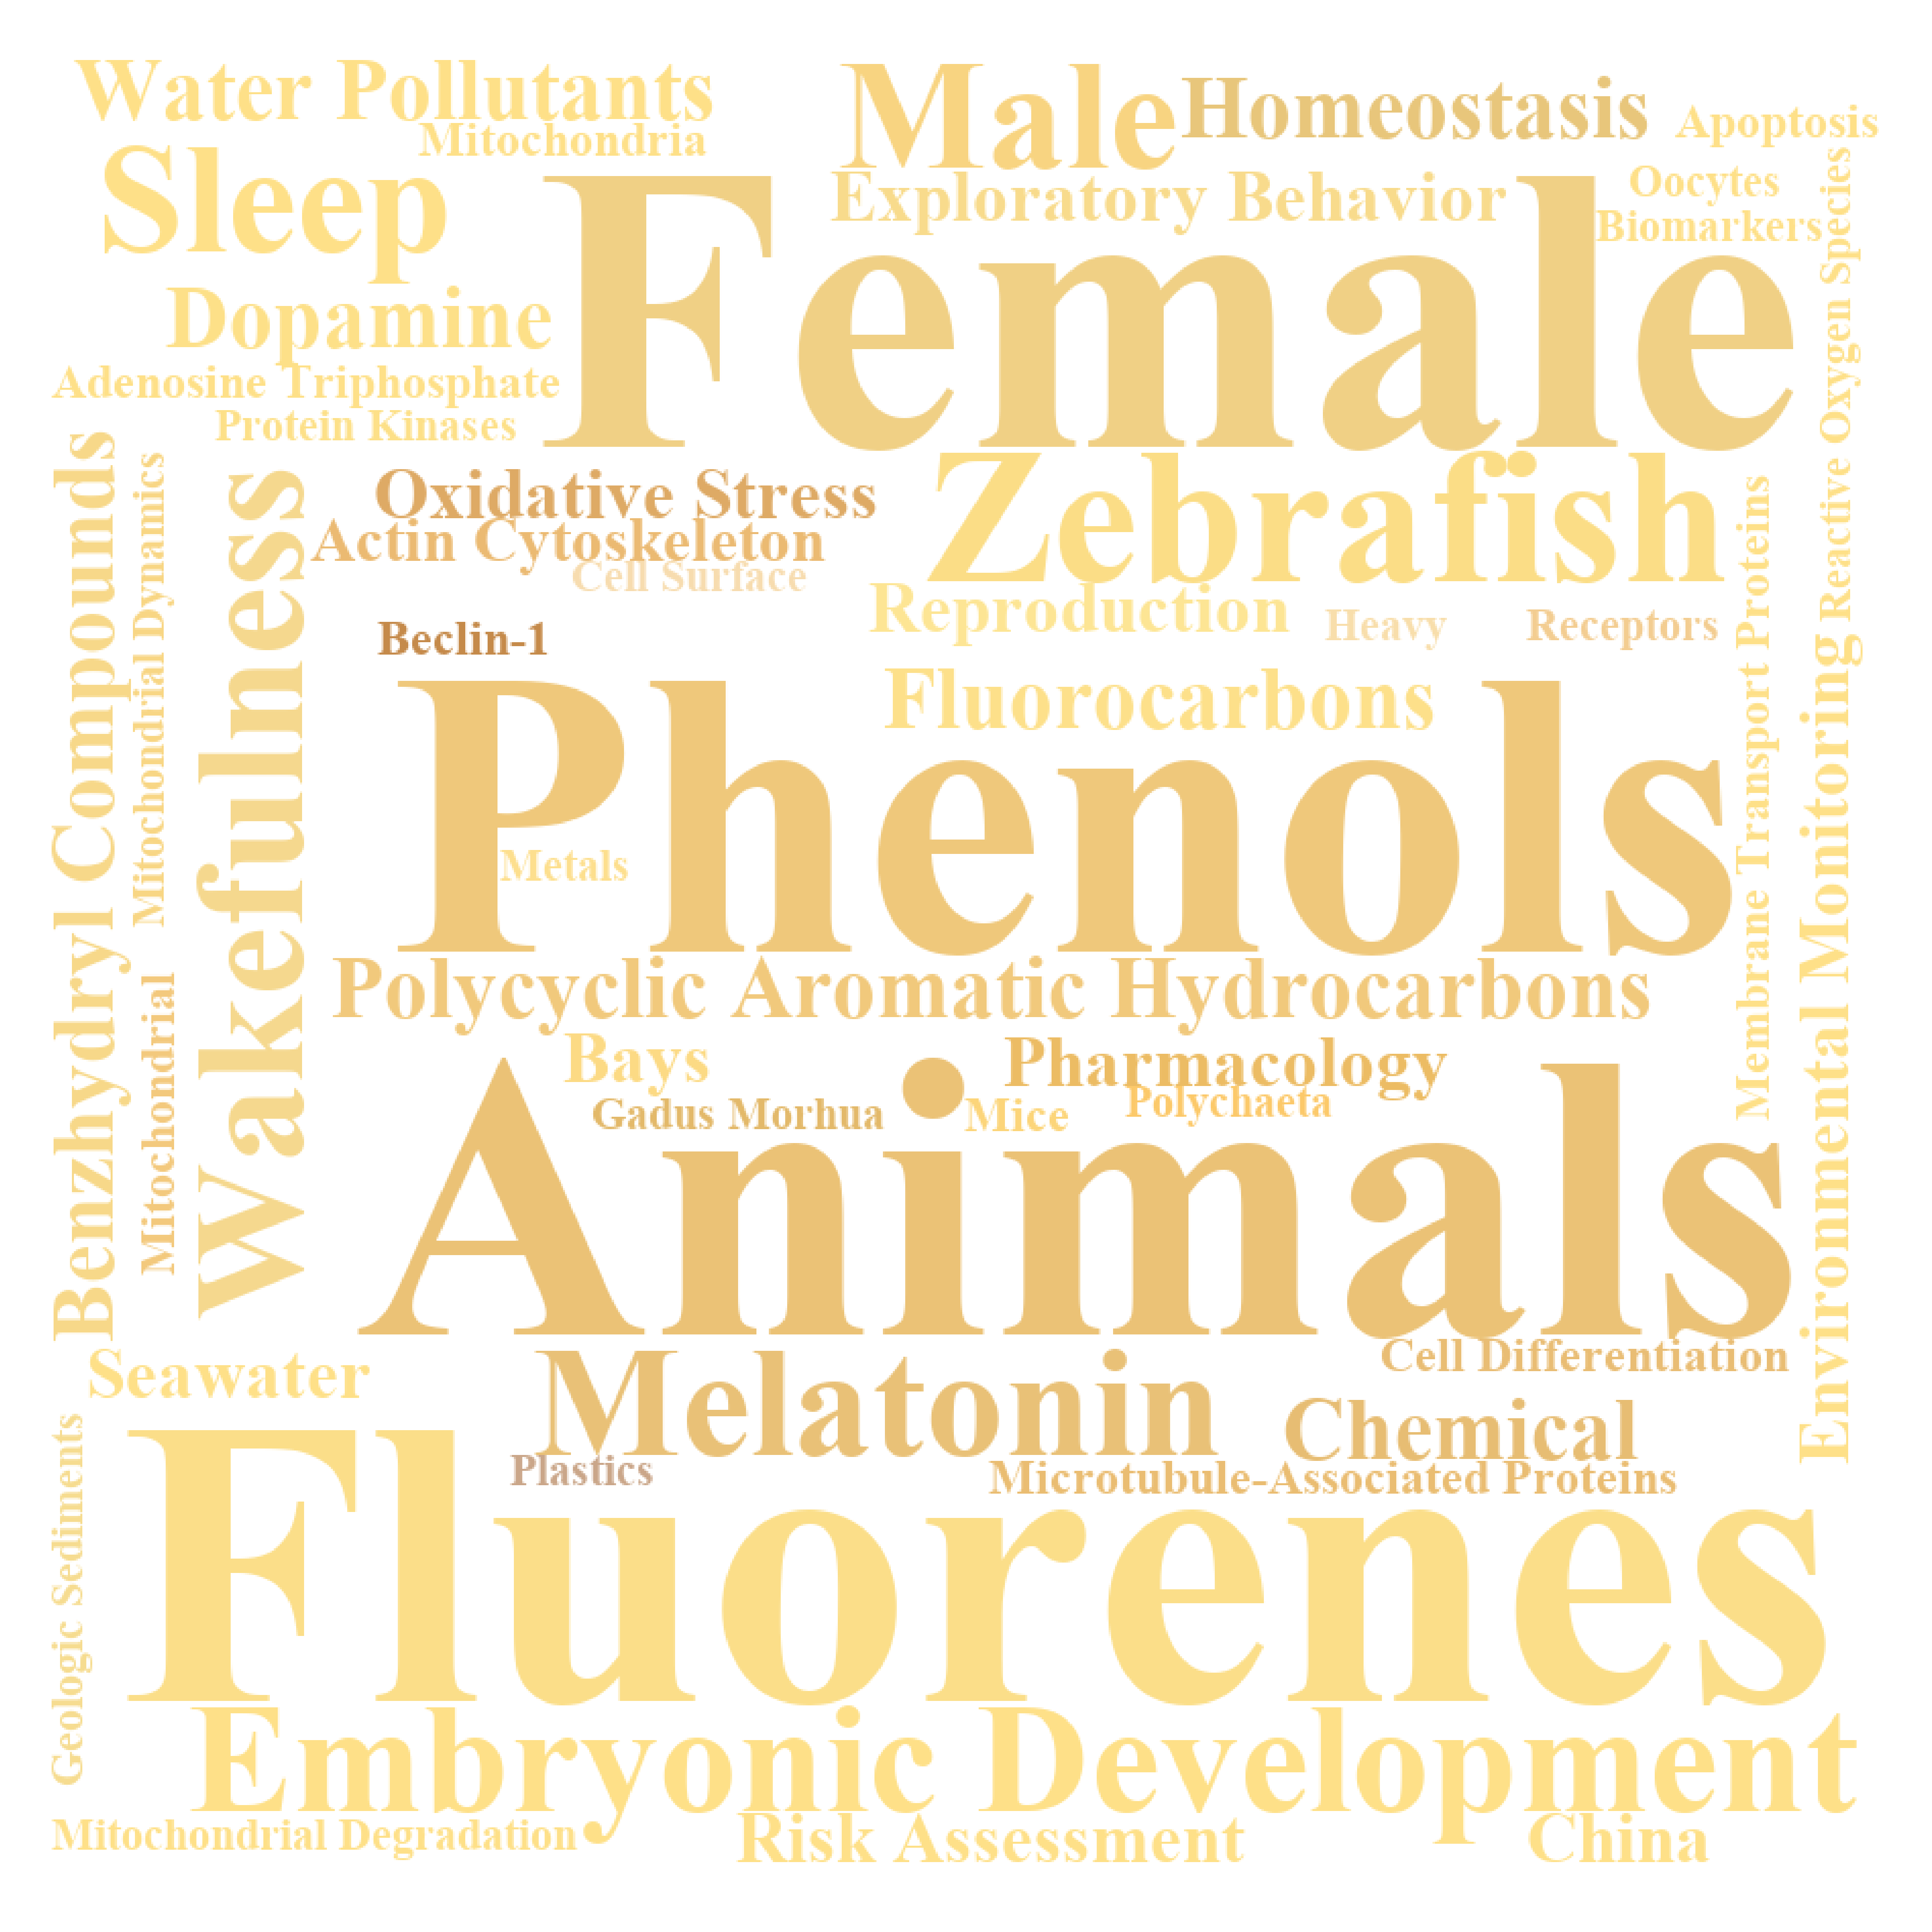 Water Pollutants
Male
Homeostasis
Apoptosis
Mitochondria
Sleep
Exploratory Behavior
Oocytes
Biomarkers
Female
Dopamine
Adenosine Triphosphate
Protein Kinases
Reactive Oxygen Species
Benzhydryl Compounds
Mitochondrial Dynamics
Wakefulness
Oxidative Stress
Actin Cytoskeleton
Cell Surface
Zebrafish
Reproduction
Heavy
Receptors
Beclin-1
Membrane Transport Proteins
Environmental Monitoring
Fluorocarbons
Phenols
Metals
Polycyclic Aromatic Hydrocarbons
Mitochondrial
Bays
Pharmacology
Gadus Morhua
Mice
Polychaeta
Animals
Seawater
Melatonin
Cell Differentiation
Chemical
Plastics
Microtubule-Associated Proteins
Geologic Sediments
Fluorenes
Embryonic Development
Mitochondrial Degradation
Risk Assessment
China